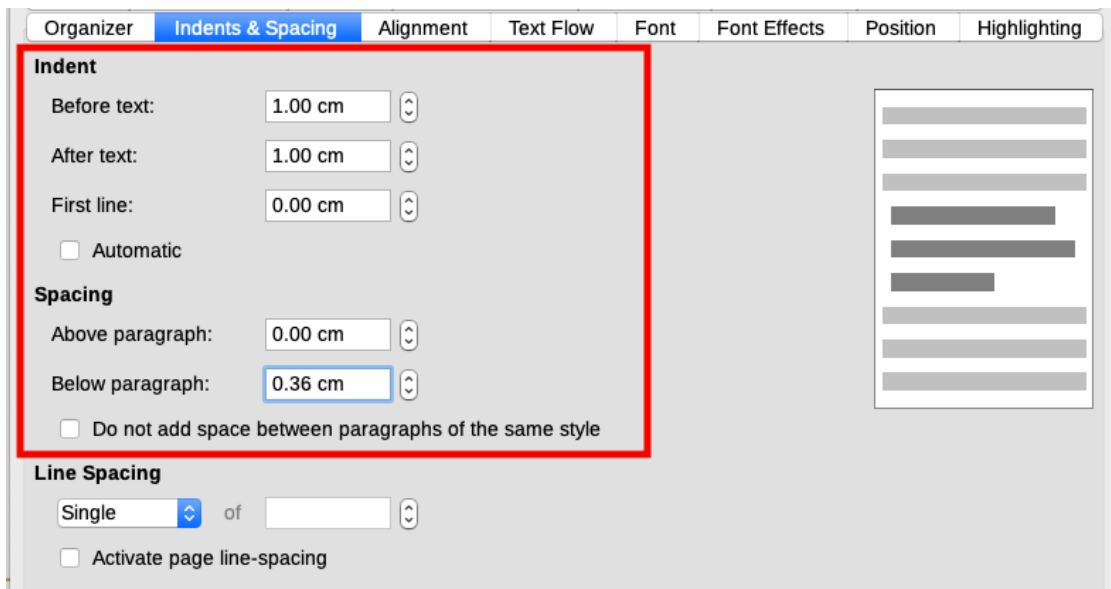 Organizer Indents & Spacing Alignment Text Flow Font Font Effects Position Highlighting
Indent
Before text: 1.00 cm
After text: 1.00 cm
First line: 0.00 cm
Automatic
Spacing
Above paragraph: 0.00 cm
Below paragraph: 0.36 cm
Do not add space between paragraphs of the same style
Line Spacing
Single of
Activate page line-spacing